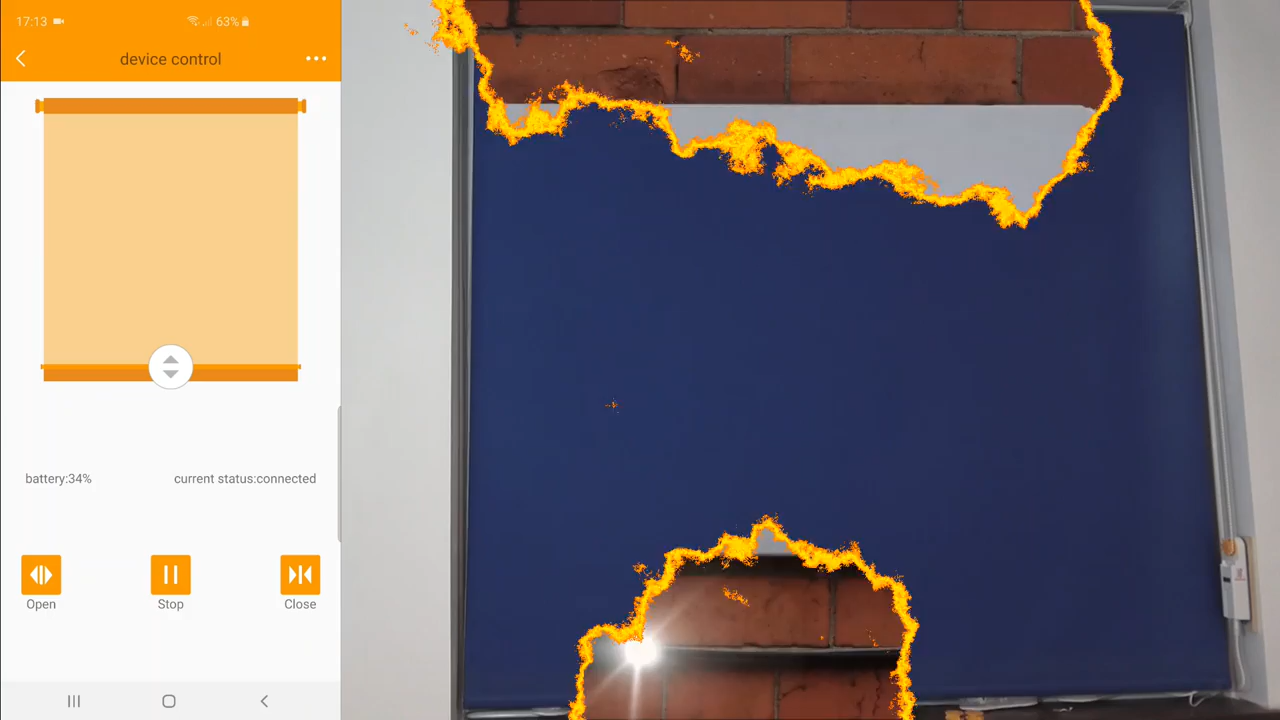 17:13
63%
device control
battery:34%
current status:connected
Open
Stop
Close